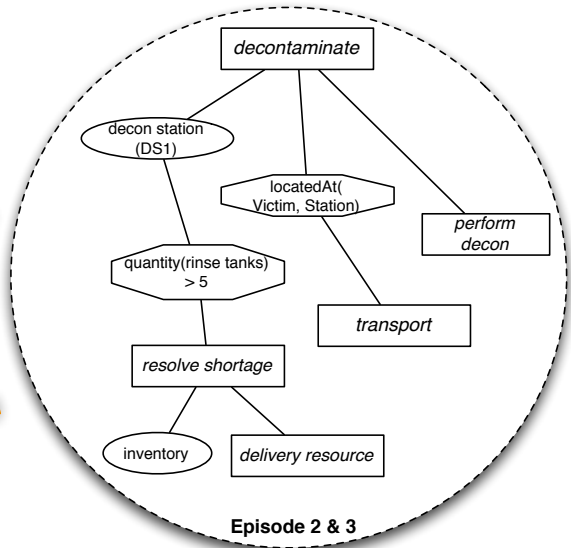 decontaminate
decon station
(DS1)
locatedAt(
Victim, Station)
perform
decon
quantity(rinse tanks)
> 5
transport
resolve shortage
inventory
delivery resource
Episode 2 & 3